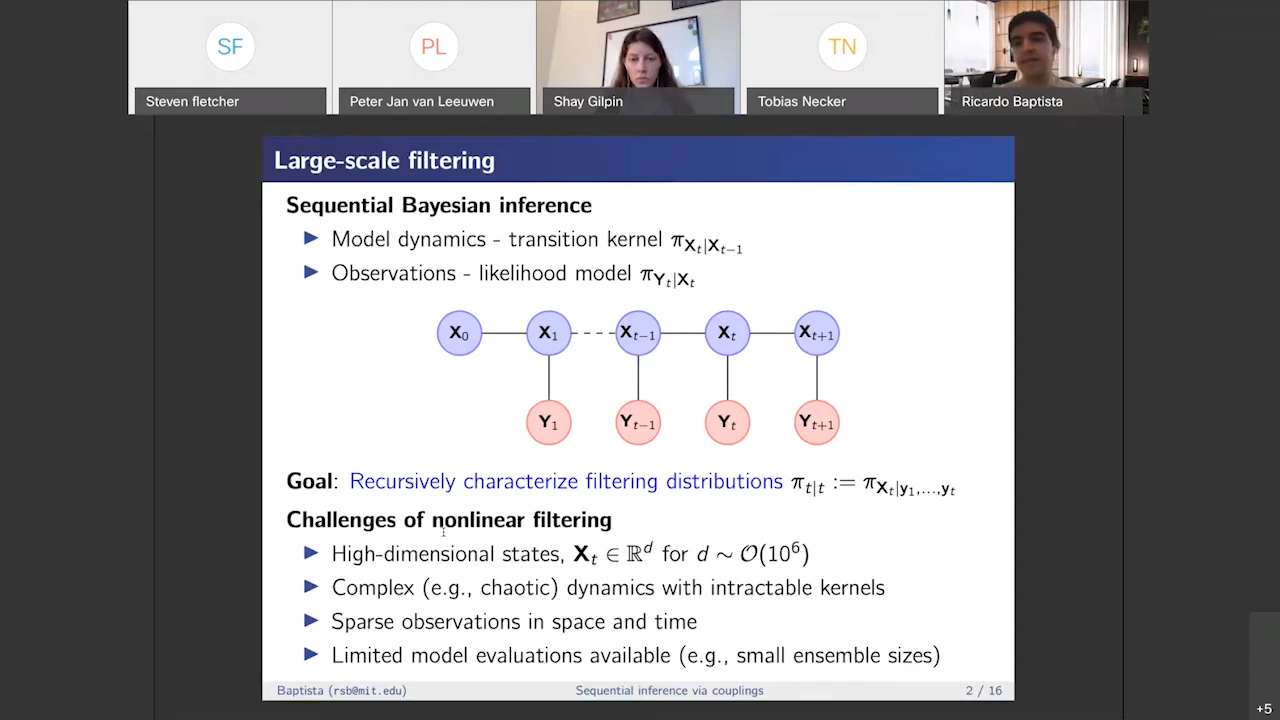 SF
PL
TN
Steven fletcher
Peter Jan van Leeuwen
Shay Gilpin
Tobias Necker
Ricardo Baptista
Large-scale filtering
Sequential Bayesian inference
▶ Model dynamics - transition kernel π_{X_t|X_{t−1}}
▶ Observations - likelihood model π_{Y_t|X_t}
X_0 X_1 X_{t−1} X_t X_{t+1}
Y_1 Y_{t−1} Y_t Y_{t+1}
Goal: Recursively characterize filtering distributions π_{t|t} := π_{X_t|y_1,...,y_t}
Challenges of nonlinear filtering
▶ High-dimensional states, X_t ∈ ℝ^d for d ∼ O(10^6)
▶ Complex (e.g., chaotic) dynamics with intractable kernels
▶ Sparse observations in space and time
▶ Limited model evaluations available (e.g., small ensemble sizes)
Baptista (rsb@mit.edu) Sequential inference via couplings 2 / 16
+5